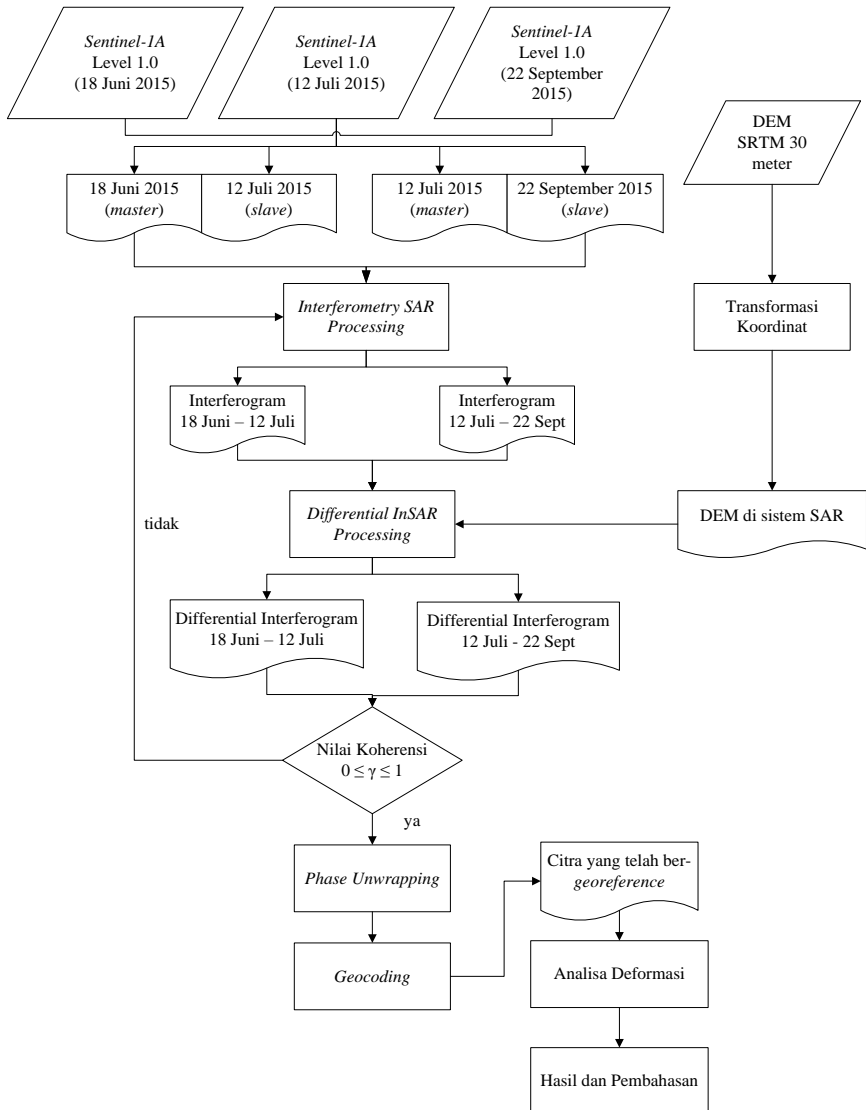 Sentinel-1A
Level 1.0
(18 Juni 2015)
Sentinel-1A
Level 1.0
(12 Juli 2015)
Sentinel-1A
Level 1.0
(22 September
2015)
DEM
SRTM 30
meter
18 Juni 2015
(master)
12 Juli 2015
(slave)
12 Juli 2015
(master)
22 September 2015
(slave)
Interferometry SAR
Processing
Transformasi
Koordinat
Interferogram
18 Juni – 12 Juli
Interferogram
12 Juli – 22 Sept
tidak
Differential InSAR
Processing
DEM di sistem SAR
Differential Interferogram
18 Juni – 12 Juli
Differential Interferogram
12 Juli - 22 Sept
Nilai Koherensi
0 ≤ γ ≤ 1
ya
Phase Unwrapping
Citra yang telah ber-
georeference
Geocoding
Analisa Deformasi
Hasil dan Pembahasan